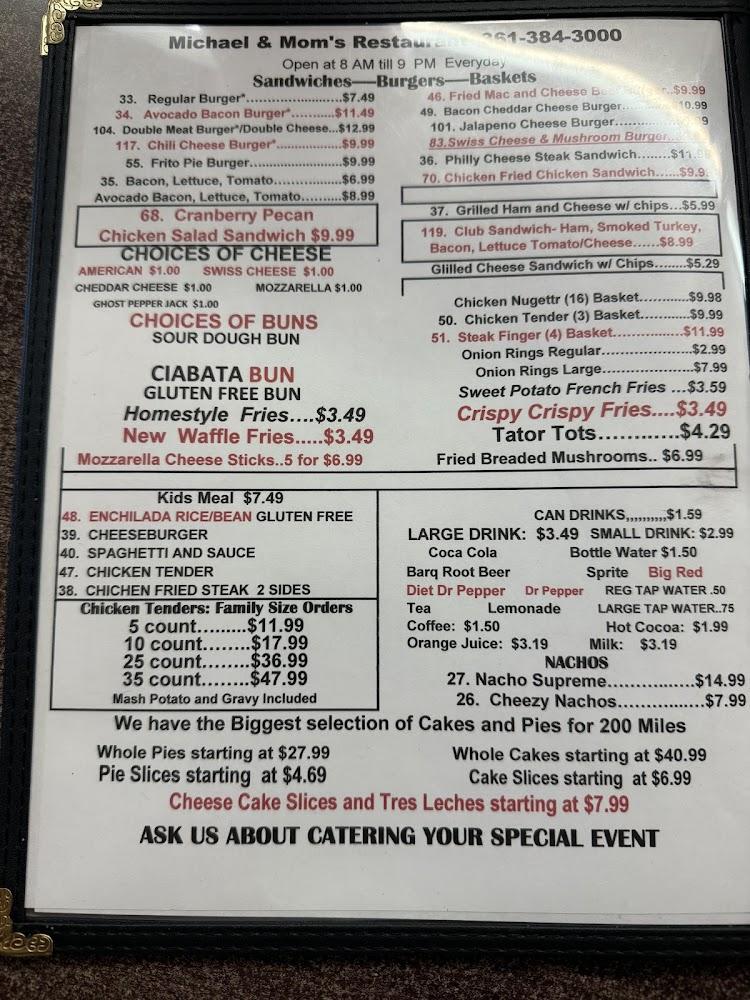 Michael & Mom's Restaurant 361-384-3000
Open at 8 AM till 9 PM Everyday
Sandwiches—Burgers—Baskets
33. Regular Burger*........................$7.49
34. Avocado Bacon Burger*.................$11.49
104. Double Meat Burger*/Double Cheese...$12.99
117. Chili Cheese Burger*................$9.99
55. Frito Pie Burger.......................$9.99
35. Bacon, Lettuce, Tomato................$6.99
Avocado Bacon, Lettuce, Tomato.........$8.99
68. Cranberry Pecan
Chicken Salad Sandwich $9.99
CHOICES OF CHEESE
AMERICAN $1.00 SWISS CHEESE $1.00
CHEDDAR CHEESE $1.00 MOZZARELLA $1.00
GHOST PEPPER JACK $1.00
CHOICES OF BUNS
SOUR DOUGH BUN
CIABATA BUN
GLUTEN FREE BUN
Homestyle Fries....$3.49
New Waffle Fries.....$3.49
Mozzarella Cheese Sticks..5 for $6.99
46. Fried Mac and Cheese Burger..$9.99
49. Bacon Cheddar Cheese Burger.......10.99
101. Jalapeno Cheese Burger..........
83.Swiss Cheese & Mushroom Burger..
36. Philly Cheese Steak Sandwich.......$11.99
70. Chicken Fried Chicken Sandwich.....$9.9
37. Grilled Ham and Cheese w/ chips...$5.99
119. Club Sandwich- Ham, Smoked Turkey,
Bacon, Lettuce Tomato/Cheese......$8.99
Glilled Cheese Sandwich w/ Chips.......$5.29
Chicken Nugettr (16) Basket............$9.98
50. Chicken Tender (3) Basket...........$9.99
51. Steak Finger (4) Basket..............$11.99
Onion Rings Regular.....................$2.99
Onion Rings Large.......................$7.99
Sweet Potato French Fries ...$3.59
Crispy Crispy Fries....$3.49
Tator Tots............$4.29
Fried Breaded Mushrooms.. $6.99
Kids Meal $7.49
48. ENCHILADA RICE/BEAN GLUTEN FREE
39. CHEESEBURGER
40. SPAGHETTI AND SAUCE
47. CHICKEN TENDER
38. CHICHEN FRIED STEAK 2 SIDES
Chicken Tenders: Family Size Orders
5 count.........$11.99
10 count........$17.99
25 count........$36.99
35 count........$47.99
Mash Potato and Gravy Included
CAN DRINKS,,,,,,,,,,$1.59
LARGE DRINK: $3.49 SMALL DRINK: $2.99
Coca Cola Bottle Water $1.50
Barq Root Beer Sprite Big Red
Diet Dr Pepper Dr Pepper REG TAP WATER .50
Tea Lemonade LARGE TAP WATER..75
Coffee: $1.50 Hot Cocoa: $1.99
Orange Juice: $3.19 Milk: $3.19
NACHOS
27. Nacho Supreme...............$14.99
26. Cheezy Nachos................$7.99
We have the Biggest selection of Cakes and Pies for 200 Miles
Whole Pies starting at $27.99 Whole Cakes starting at $40.99
Pie Slices starting at $4.69 Cake Slices starting at $6.99
Cheese Cake Slices and Tres Leches starting at $7.99
ASK US ABOUT CATERING YOUR SPECIAL EVENT